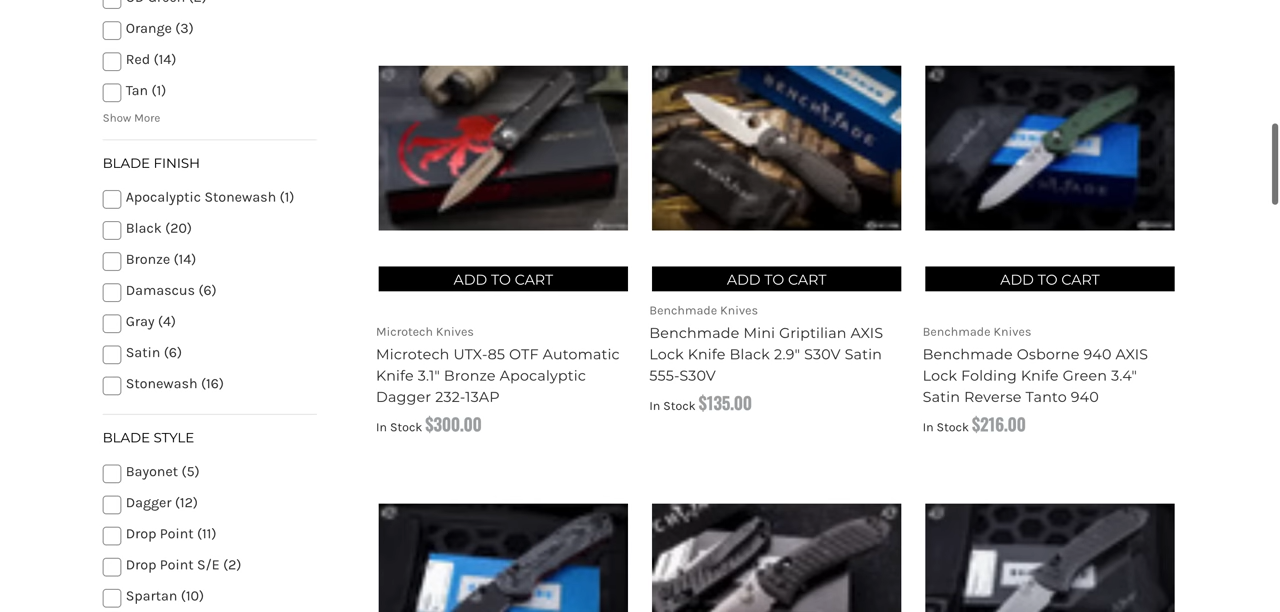 Orange (3)
Red (14)
Tan (1)
Show More
BLADE FINISH
Apocalyptic Stonewash (1)
Black (20)
Bronze (14)
Damascus (6)
Gray (4)
Satin (6)
Stonewash (16)
BLADE STYLE
Bayonet (5)
Dagger (12)
Drop Point (11)
Drop Point S/E (2)
Spartan (10)
BENCHMADE
BENCHMADE
ADD TO CART
ADD TO CART
ADD TO CART
Microtech Knives
Microtech UTX-85 OTF Automatic
Knife 3.1" Bronze Apocalyptic
Dagger 232-13AP
In Stock $300.00
Benchmade Knives
Benchmade Mini Griptilian AXIS
Lock Knife Black 2.9" S30V Satin
555-S30V
In Stock $135.00
Benchmade Knives
Benchmade Osborne 940 AXIS
Lock Folding Knife Green 3.4"
Satin Reverse Tanto 940
In Stock $216.00